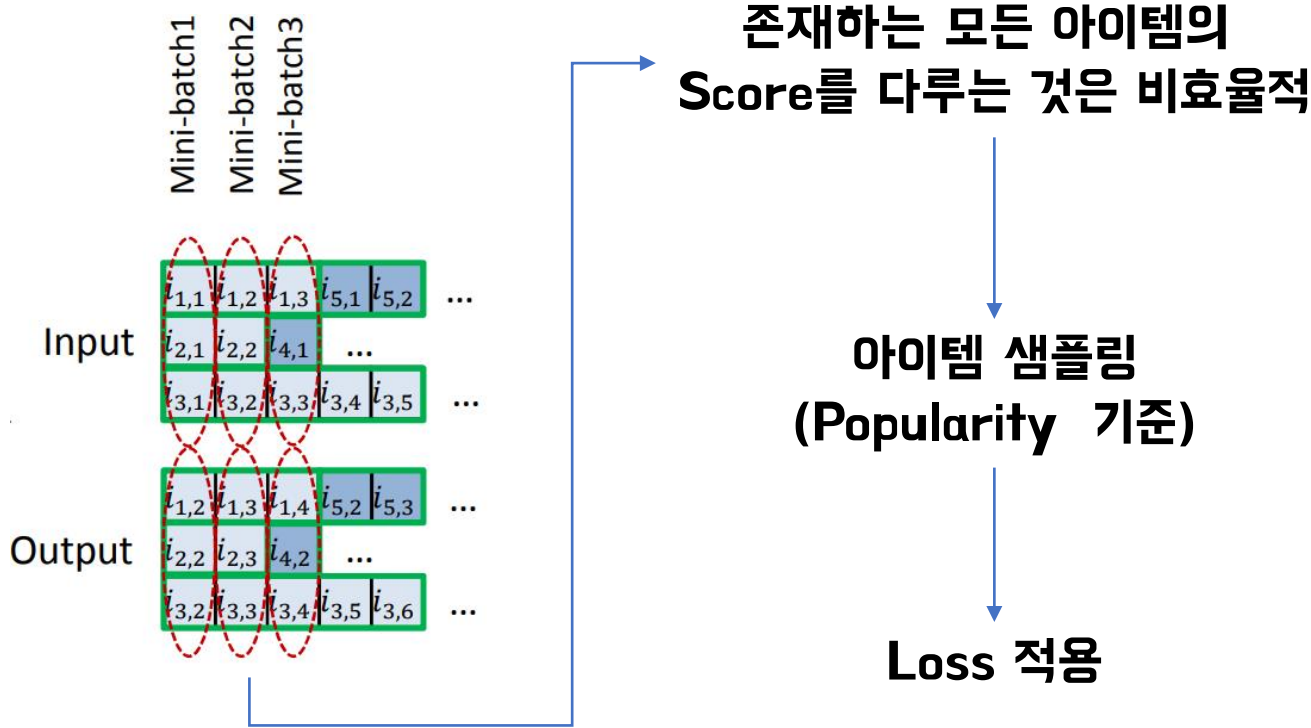 Mini-batch1
Mini-batch2
Mini-batch3
Input
i1,1 i1,2 i1,3 i5,1 i5,2 ...
i2,1 i2,2 i4,1 ...
i3,1 i3,2 i3,3 i3,4 i3,5 ...
Output
i1,2 i1,3 i1,4 i5,2 i5,3 ...
i2,2 i2,3 i4,2 ...
i3,2 i3,3 i3,4 i3,5 i3,6 ...
존재하는 모든 아이템의
Score를 다루는 것은 비효율적
아이템 샘플링
(Popularity 기준)
Loss 적용